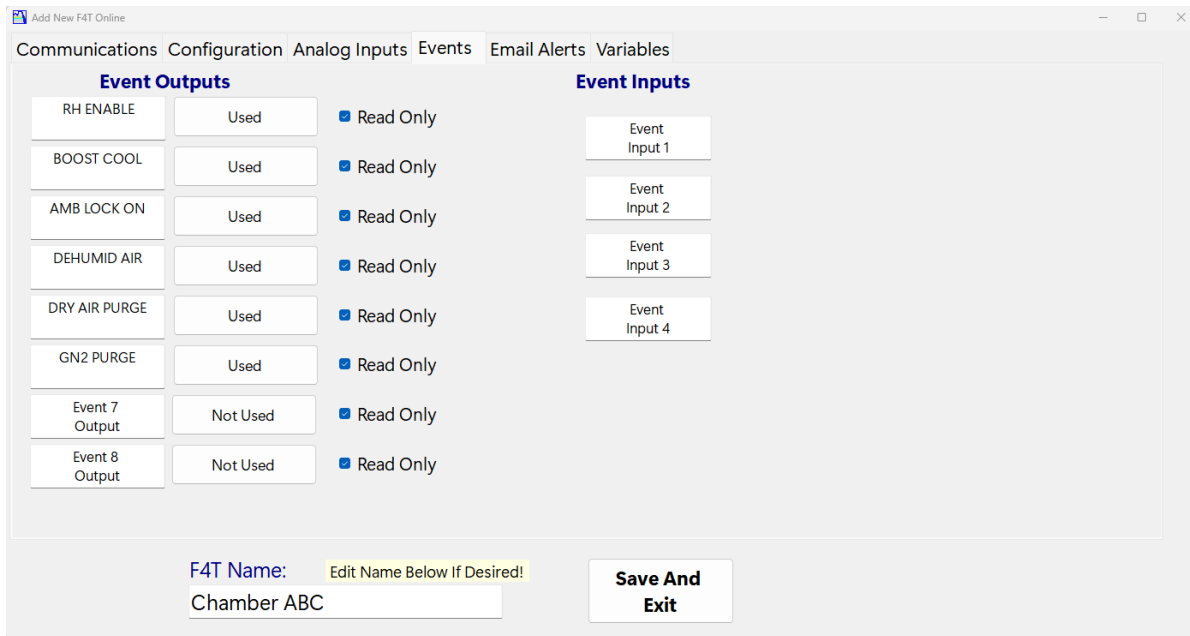 Add New F4T Online
Communications Configuration Analog Inputs Events Email Alerts Variables
Event Outputs
RH ENABLE Used Read Only
BOOST COOL Used Read Only
AMB LOCK ON Used Read Only
DEHUMID AIR Used Read Only
DRY AIR PURGE Used Read Only
GN2 PURGE Used Read Only
Event 7
Output
Not Used Read Only
Event 8
Output
Not Used Read Only
Event Inputs
Event
Input 1
Event
Input 2
Event
Input 3
Event
Input 4
F4T Name: Edit Name Below If Desired!
Chamber ABC
Save And
Exit